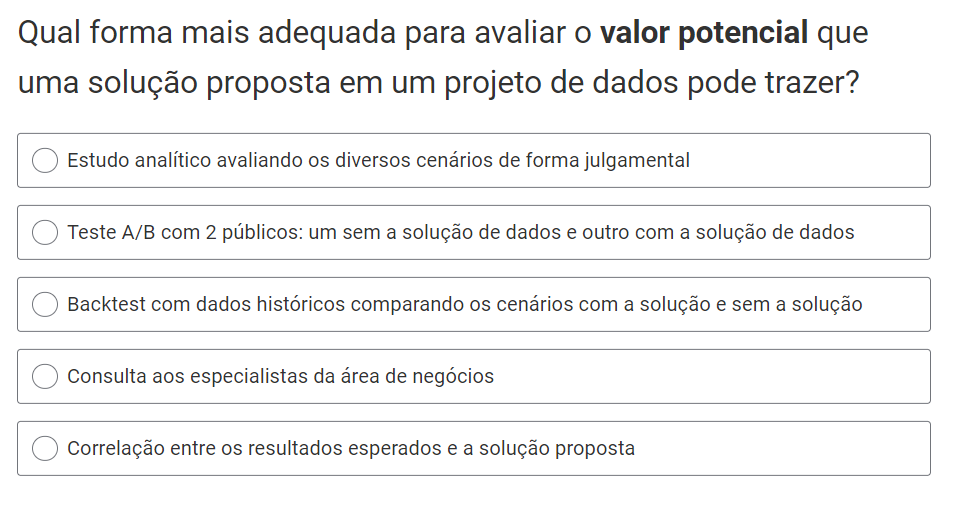 Qual forma mais adequada para avaliar o valor potencial que
uma solução proposta em um projeto de dados pode trazer?
Estudo analítico avaliando os diversos cenários de forma julgamental
Teste A/B com 2 públicos: um sem a solução de dados e outro com a solução de dados
Backtest com dados históricos comparando os cenários com a solução e sem a solução
Consulta aos especialistas da área de negócios
Correlação entre os resultados esperados e a solução proposta